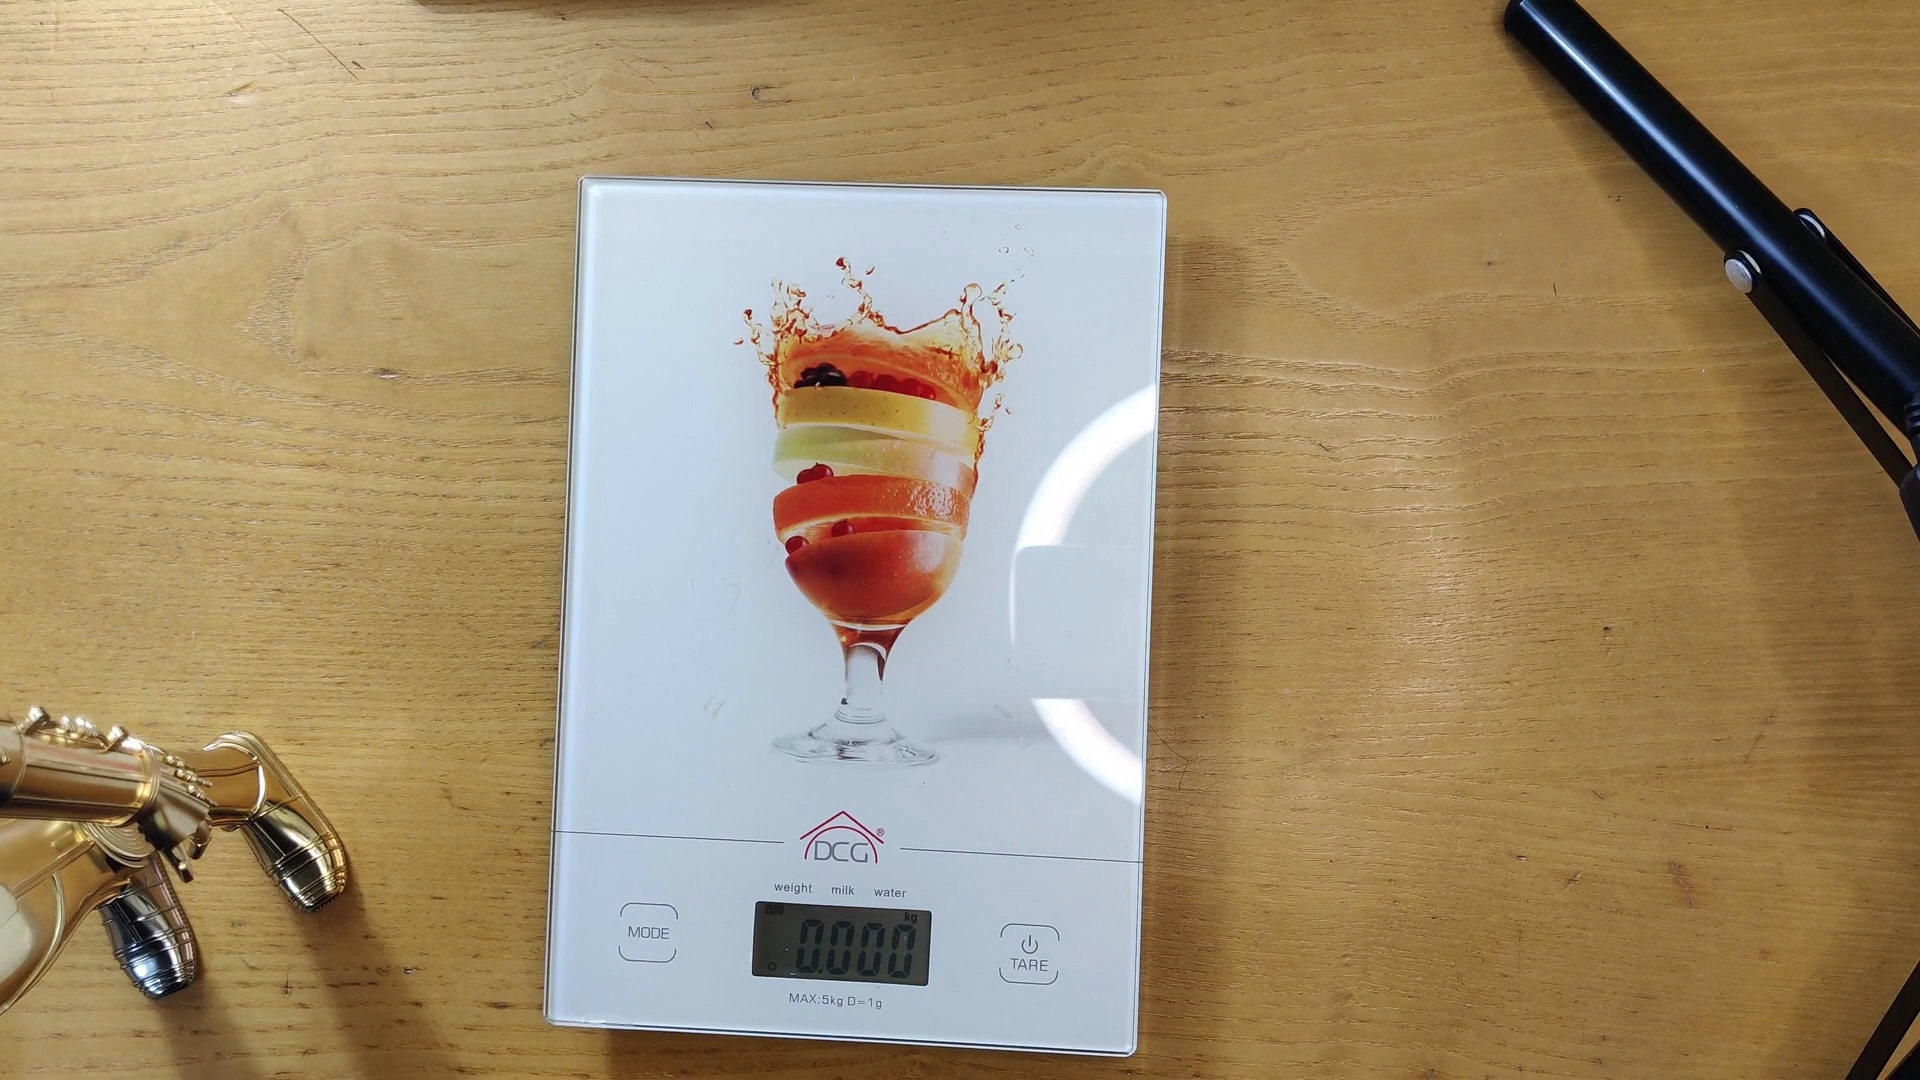 DCG®
weight milk water
kg
0.000
MODE
TARE
MAX:5kg D=1g